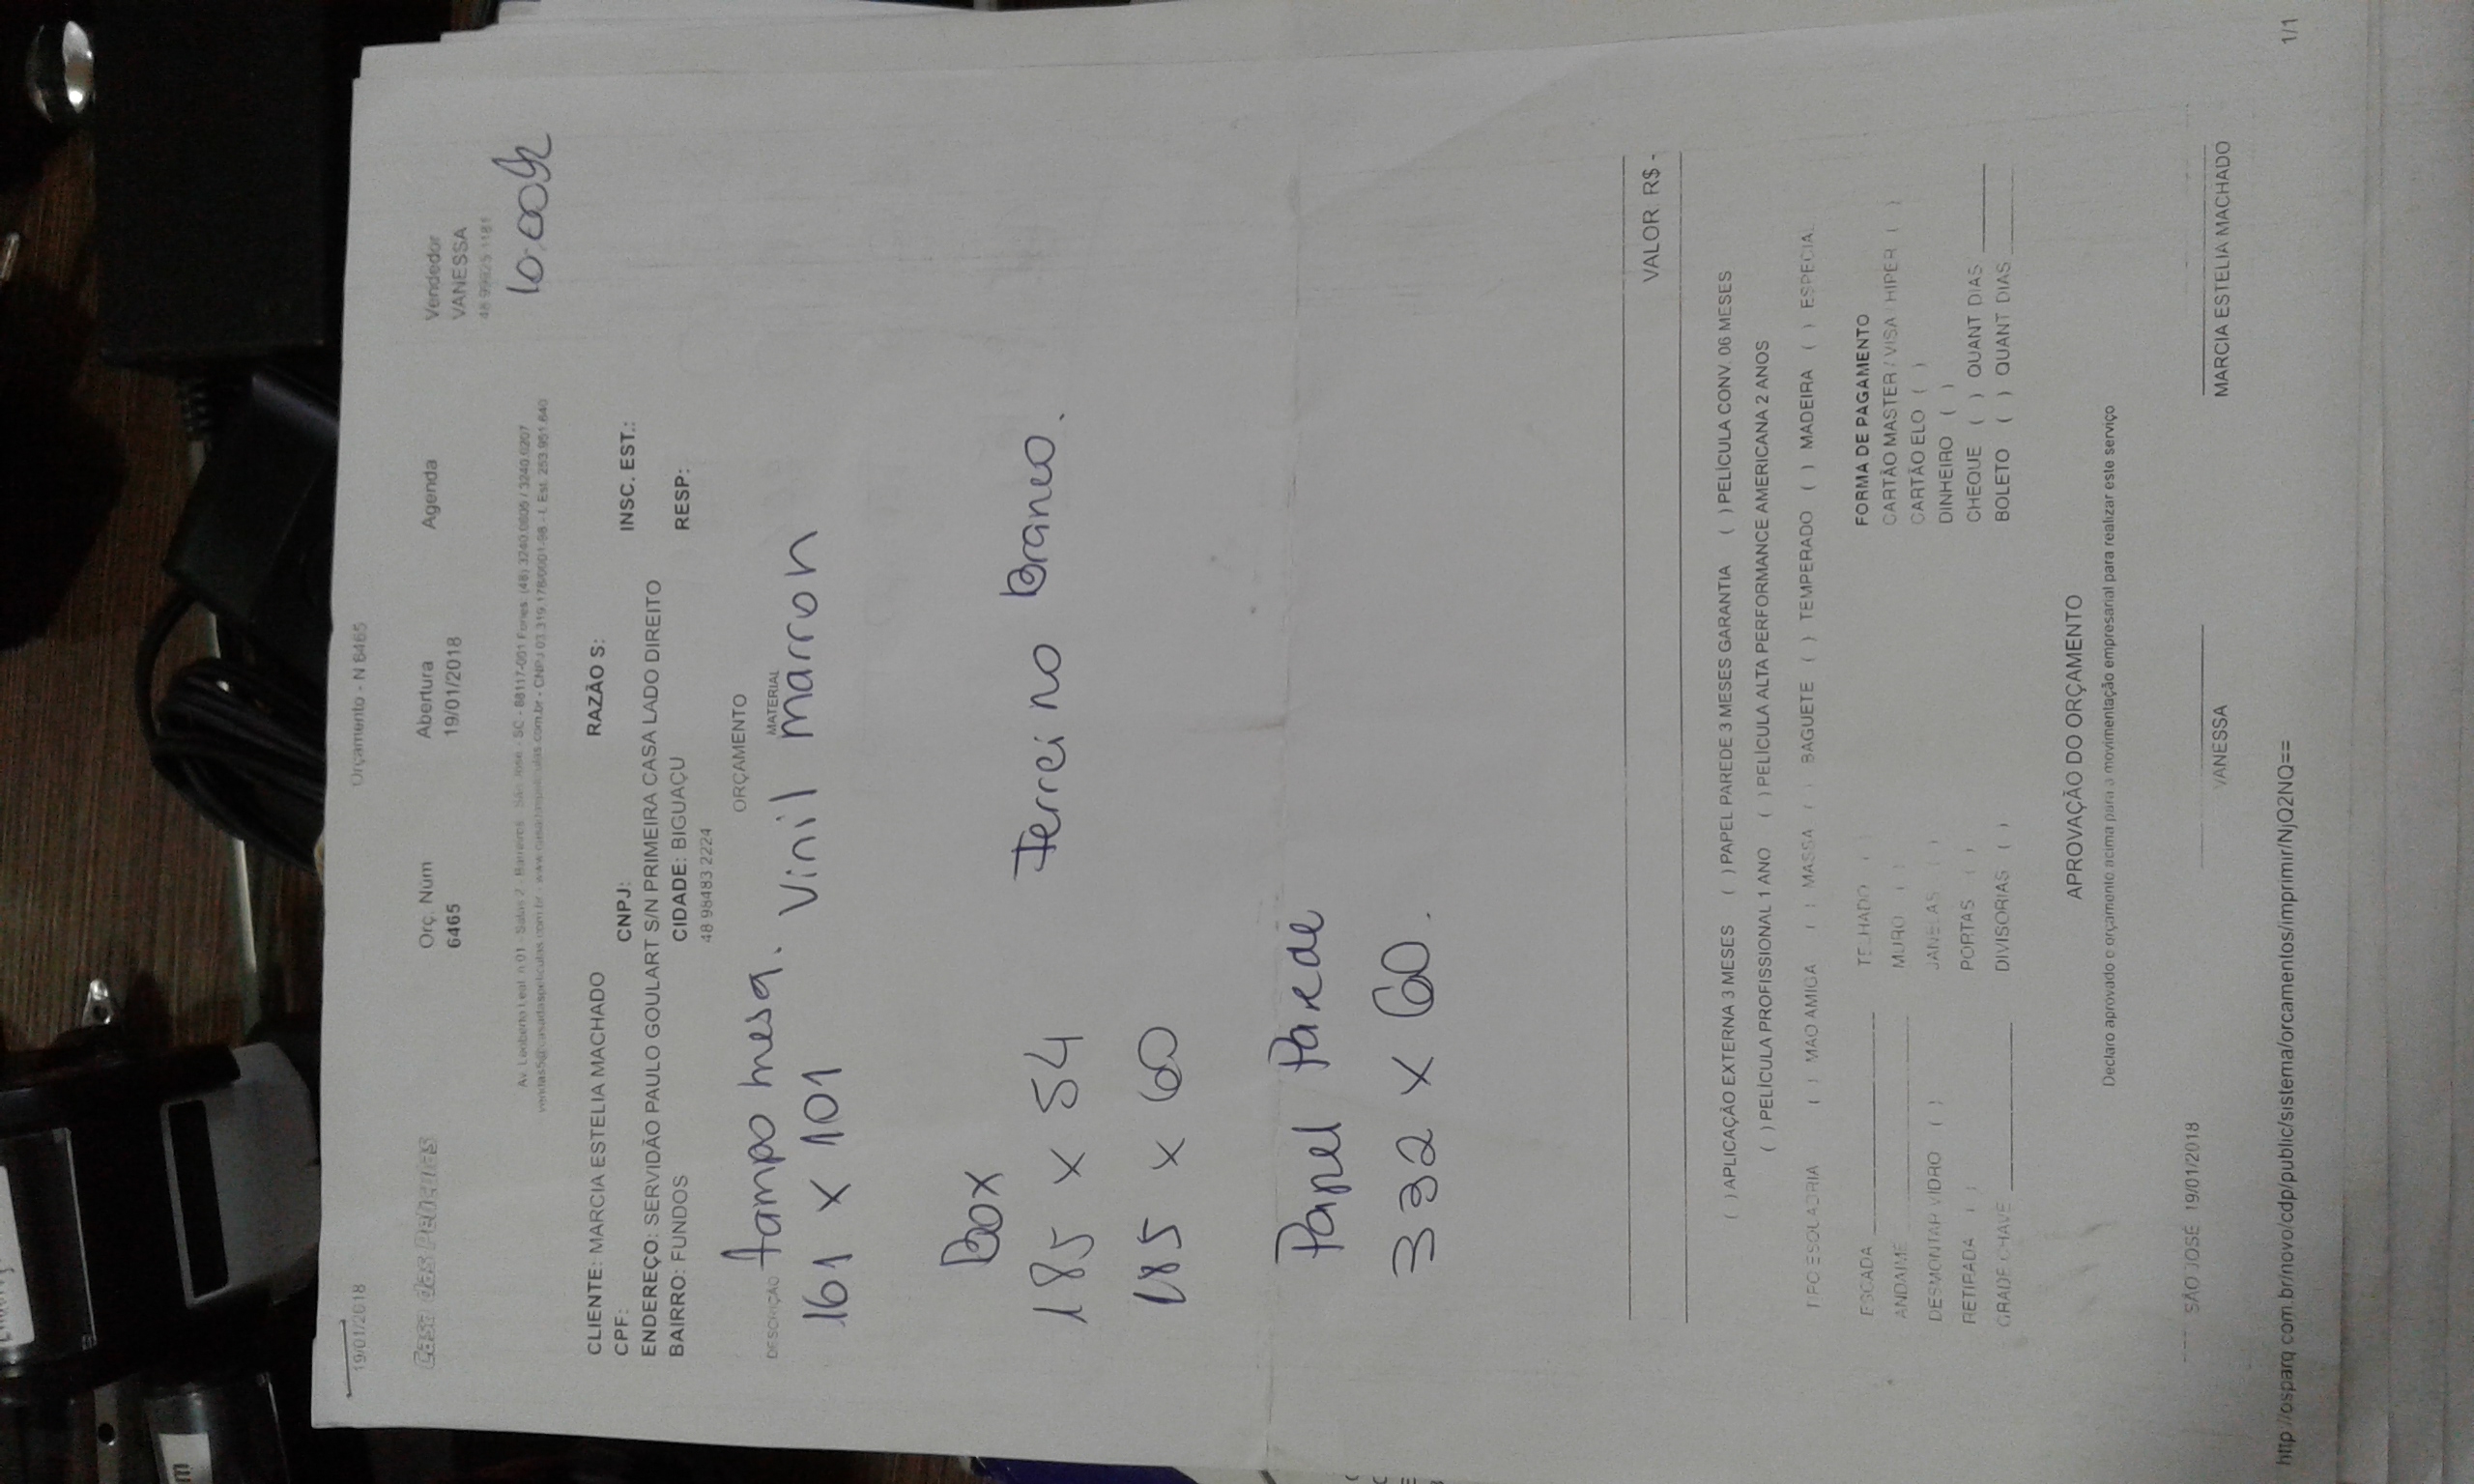 19/01/2018 Orçamento - N 6465
Casa das Películas
Orç. Núm Abertura Agenda Vendedor
6465 19/01/2018 VANESSA
10:00
CLIENTE: MARCIA ESTELIA MACHADO RAZÃO S:
CPF: CNPJ: INSC. EST.:
ENDEREÇO: SERVIDÃO PAULO GOULART S/N PRIMEIRA CASA LADO DIREITO
BAIRRO: FUNDOS CIDADE: BIGUAÇU RESP:
48 98483 2224
ORÇAMENTO
DESCRIÇÃO MATERIAL
tampo mesa. Vinil marron
161 x 101
Box
185 x 54 Ferrei no Branco.
185 x 60
Papel Parede
332 x 60.
VALOR: R$ -
( ) APLICAÇÃO EXTERNA 3 MESES ( ) PAPEL PAREDE 3 MESES GARANTIA ( ) PELÍCULA CONV. 06 MESES
( ) PELÍCULA PROFISSIONAL 1 ANO ( ) PELÍCULA ALTA PERFORMANCE AMERICANA 2 ANOS
( ) MAO AMIGA ( ) MASSA ( ) BAGUETE ( ) TEMPERADO ( ) MADEIRA ( ) ESPECIAL
ESCADA TELHADO ( ) FORMA DE PAGAMENTO
ANDAIME MURO ( ) CARTÃO MASTER / VISA / HIPER ( )
DESMONTAR VIDRO ( ) JANELAS ( ) CARTÃO ELO ( )
RETIRADA ( ) PORTAS ( ) DINHEIRO ( )
GRADE CHAVE DIVISORIAS ( ) CHEQUE ( ) QUANT DIAS
BOLETO ( ) QUANT DIAS
APROVAÇÃO DO ORÇAMENTO
Declaro aprovado o orçamento acima para a movimentação empresarial para realizar este serviço
SÃO JOSÉ 19/01/2018
VANESSA MARCIA ESTELIA MACHADO
http://osparq.com.br/novo/cdp/public/sistema/orcamentos/imprimir/NjQ2NQ== 1/1